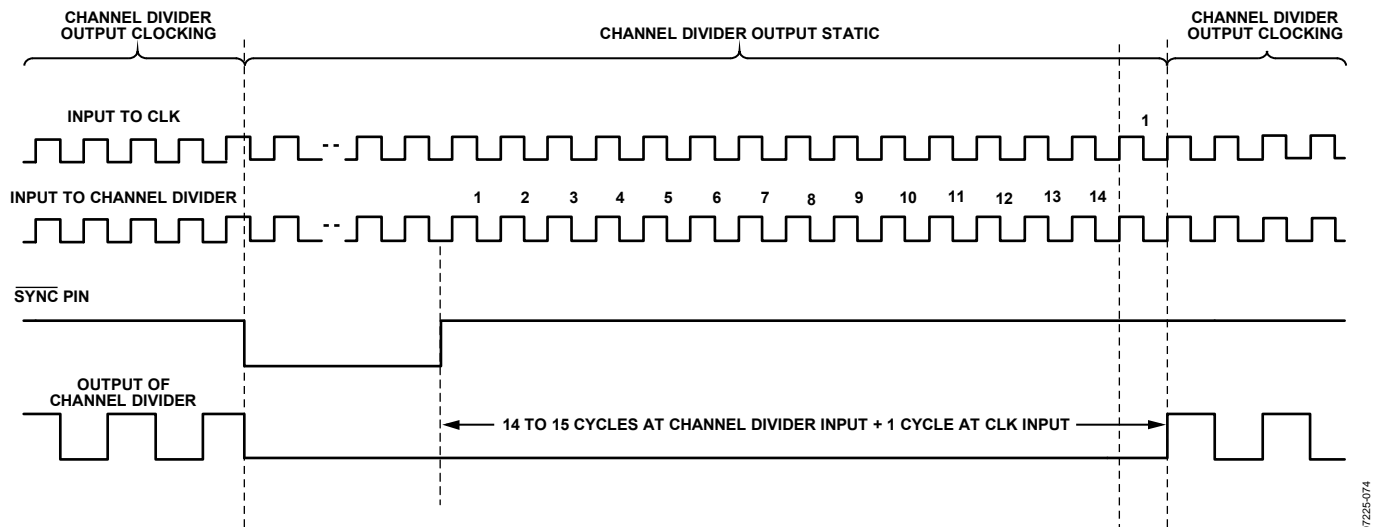 CHANNEL DIVIDER
OUTPUT CLOCKING
CHANNEL DIVIDER OUTPUT STATIC
CHANNEL DIVIDER
OUTPUT CLOCKING
INPUT TO CLK
1
INPUT TO CHANNEL DIVIDER
1 2 3 4 5 6 7 8 9 10 11 12 13 14
SYNC PIN
OUTPUT OF
CHANNEL DIVIDER
14 TO 15 CYCLES AT CHANNEL DIVIDER INPUT + 1 CYCLE AT CLK INPUT